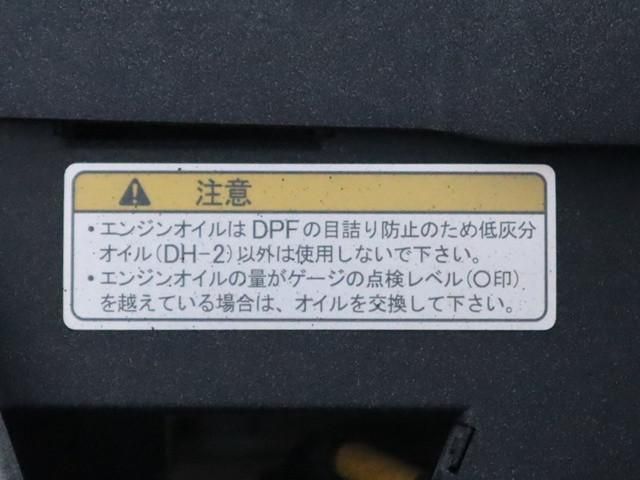 注意
・エンジンオイルはDPFの目詰り防止のため低灰分
オイル(DH-2)以外は使用しないで下さい。
・エンジンオイルの量がゲージの点検レベル(〇印)
を越えている場合は、オイルを交換して下さい。